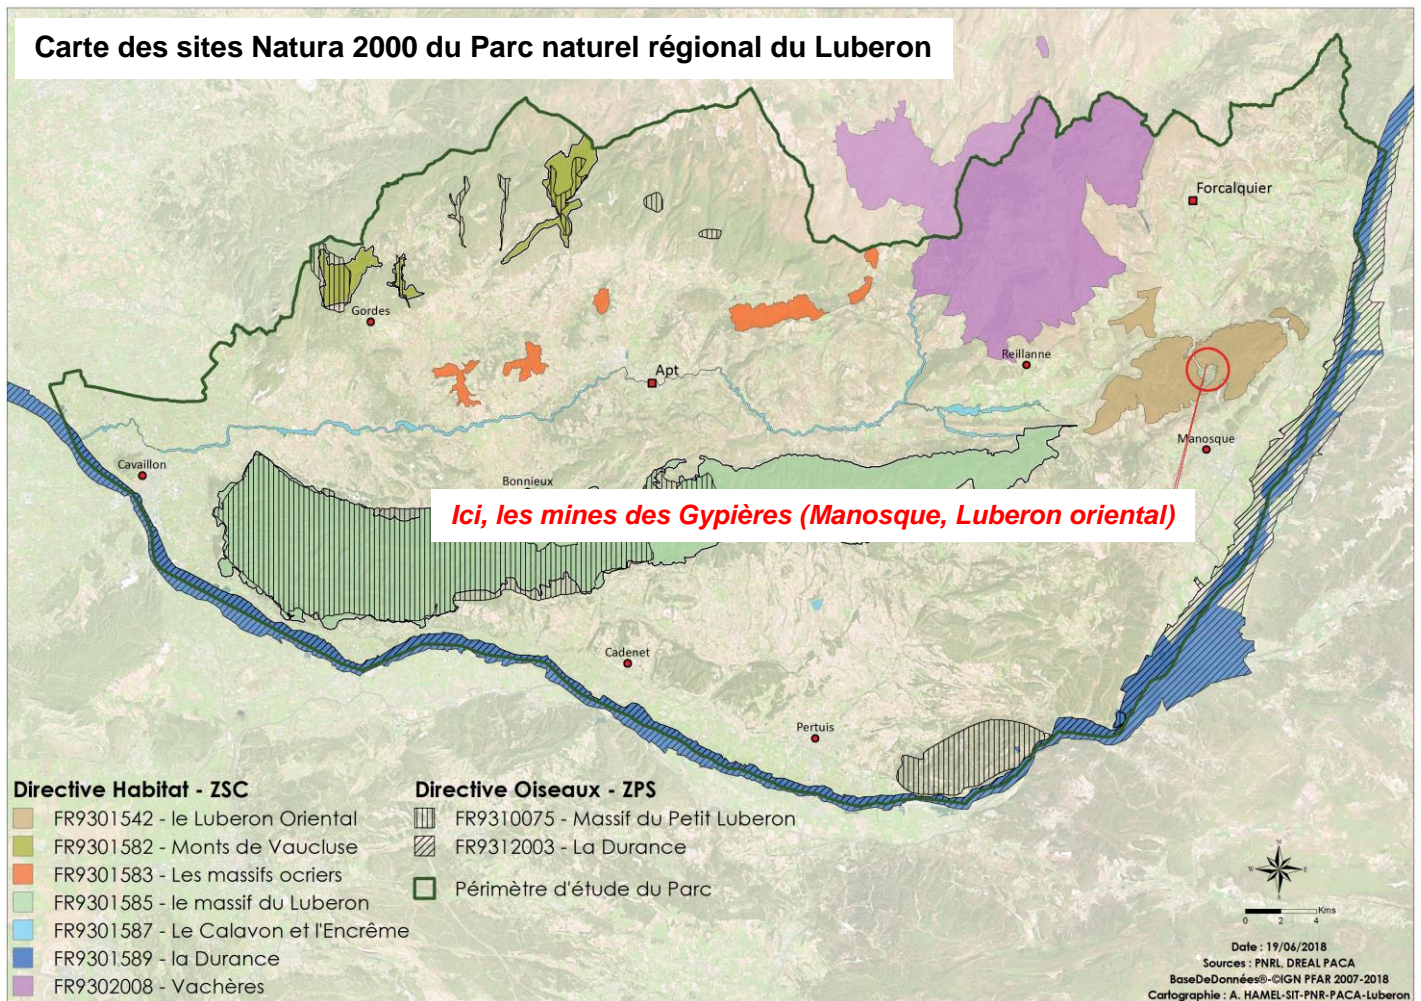 Carte des sites Natura 2000 du Parc naturel régional du Luberon
Forcalquier
Gordes
Reillanne
Apt
Manosque
Cavaillon
Bonnieux
Ici, les mines des Gypières (Manosque, Luberon oriental)
Cadenet
Pertuis
Directive Habitat - ZSC
FR9301542 - le Luberon Oriental
FR9301582 - Monts de Vaucluse
FR9301583 - Les massifs ocriers
FR9301585 - le massif du Luberon
FR9301587 - Le Calavon et l'Encrême
FR9301589 - la Durance
FR9302008 - Vachères
Directive Oiseaux - ZPS
FR9310075 - Massif du Petit Luberon
FR9312003 - La Durance
Périmètre d'étude du Parc
N
W E
S
Kms
0 2 4
Date : 19/06/2018
Sources : PNRL, DREAL PACA
BaseDeDonnées®-©IGN PFAR 2007-2018
Cartographie : A. HAMEL-SIT-PNR-PACA-Luberon